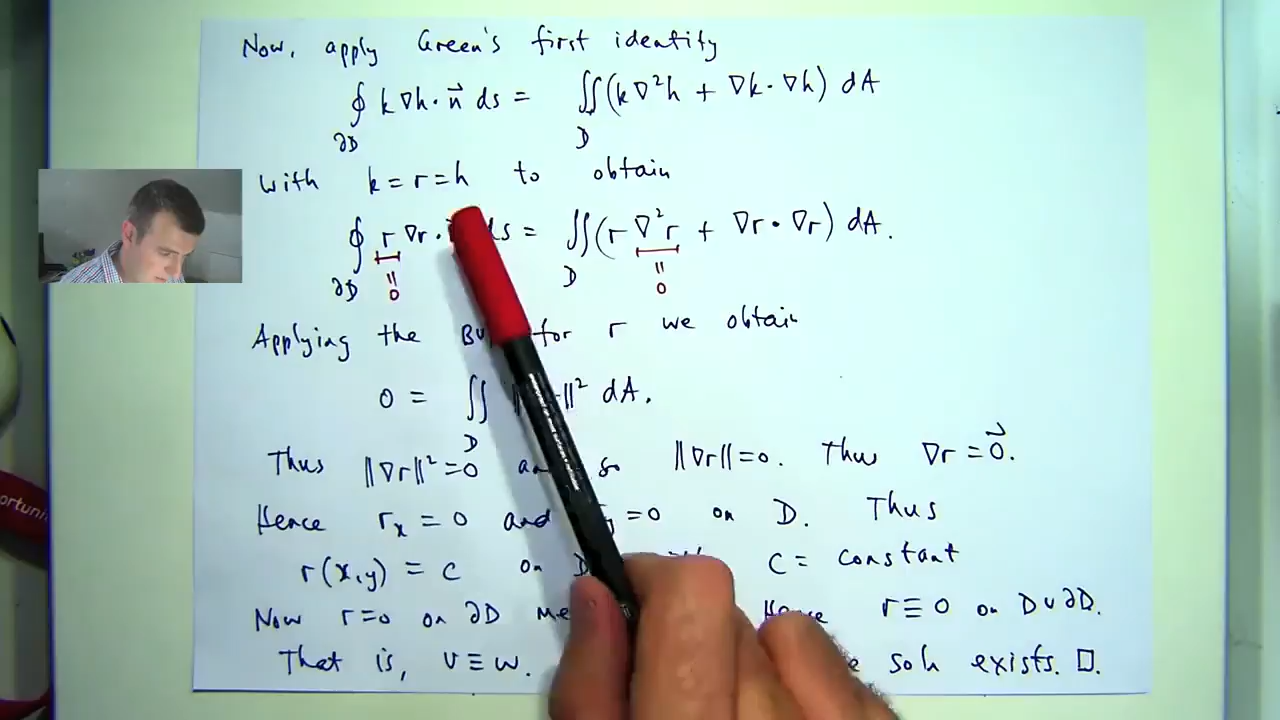 Now, apply Green's first identity
∮ k ∇h · n⃗ ds = ∬ (k∇²h + ∇k · ∇h) dA
∂D D
With k = r = h to obtain
∮ r ∇r · ds = ∬ (r ∇²r + ∇r · ∇r) dA.
∂D D
= 0 = 0
Applying the for r we obtain
0 = ∬ ||² dA.
D
Thus ||∇r||² = 0 so ||∇r|| = 0. Thus ∇r = 0⃗.
Hence r_x = 0 and = 0 on D. Thus
r(x,y) = c on D c = constant
Now r = 0 on ∂D Hence r ≡ 0 on D ∪ ∂D.
That is, v ≡ w. soln exists. □.